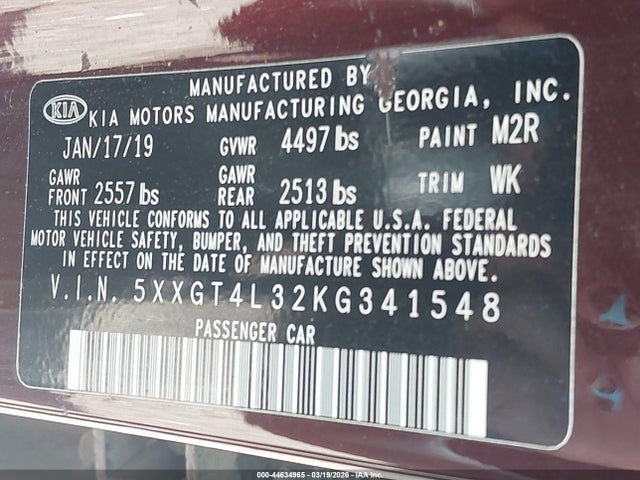 MANUFACTURED BY
KIA KIA MOTORS MANUFACTURING GEORGIA, INC.
JAN/17/19 GVWR 4497 lbs PAINT M2R
GAWR FRONT 2557 lbs GAWR REAR 2513 lbs TRIM WK
THIS VEHICLE CONFORMS TO ALL APPLICABLE U.S.A. FEDERAL
MOTOR VEHICLE SAFETY, BUMPER, AND THEFT PREVENTION STANDARDS
IN EFFECT ON THE DATE OF MANUFACTURE SHOWN ABOVE.
V.I.N. 5XXGT4L32KG341548
PASSENGER CAR
000-44634965 - 03/19/2026 - IAA Inc.